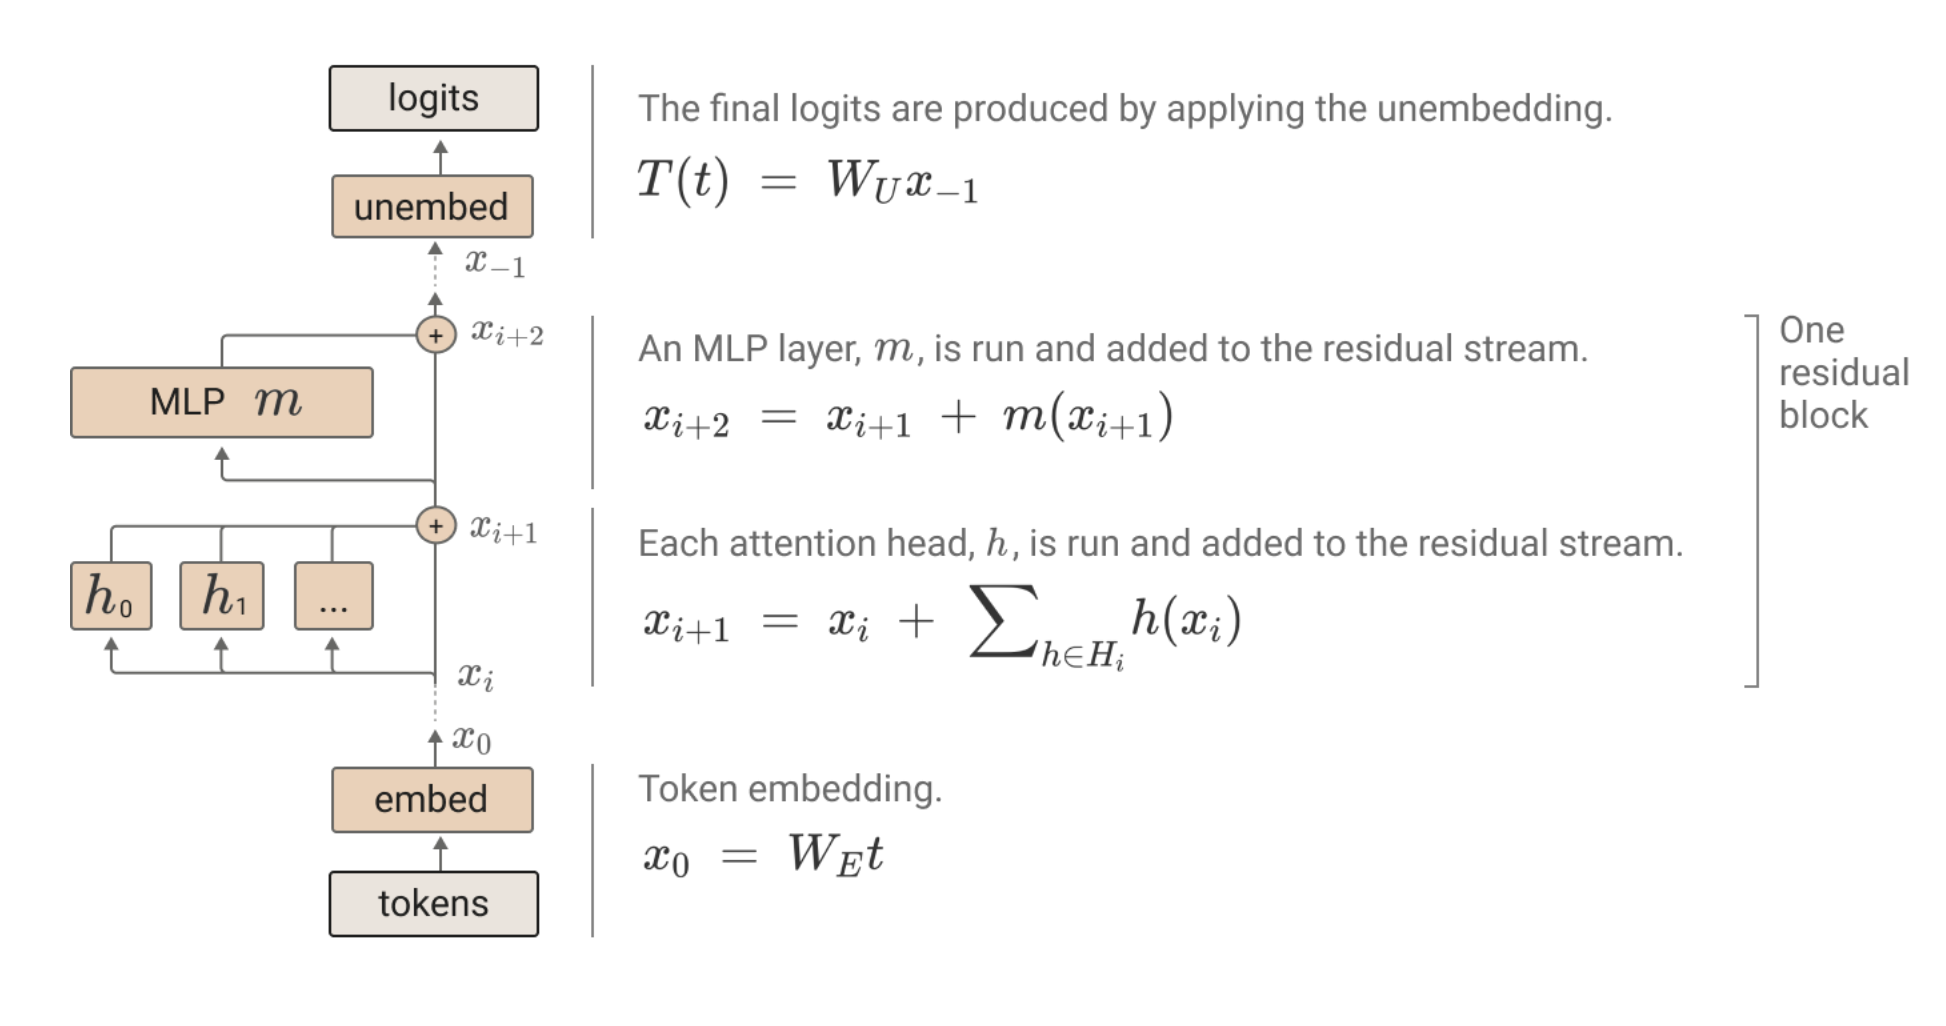 logits
The final logits are produced by applying the unembedding.
T(t) = W_U x_{-1}
unembed
x_{-1}
+
x_{i+2}
An MLP layer, m, is run and added to the residual stream.
x_{i+2} = x_{i+1} + m(x_{i+1})
MLP m
One
residual
block
+
x_{i+1}
Each attention head, h, is run and added to the residual stream.
x_{i+1} = x_i + ∑_{h∈H_i} h(x_i)
h_0
h_1
...
x_i
x_0
embed
Token embedding.
x_0 = W_E t
tokens